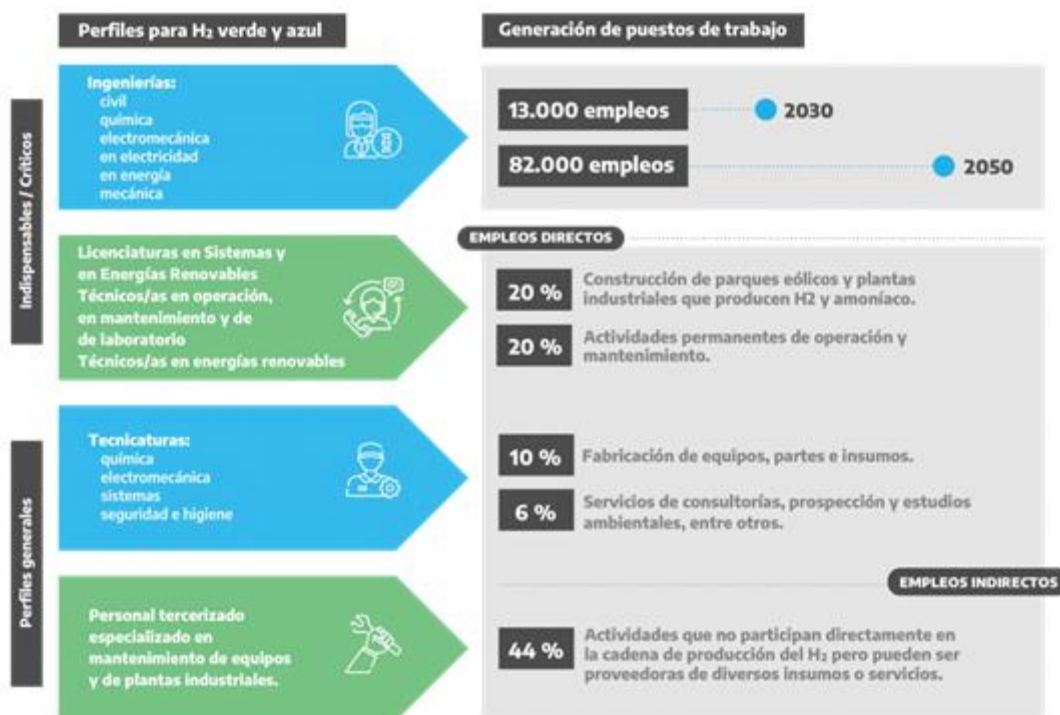 Perfiles para H₂ verde y azul
Generación de puestos de trabajo
Indispensables / Críticos
Ingenierías:
civil
química
electromecánica
en electricidad
en energía
mecánica
13.000 empleos
2030
82.000 empleos
2050
Licenciaturas en Sistemas y
en Energías Renovables
Técnicos/as en operación,
en mantenimiento y de
de laboratorio
Técnicos/as en energías renovables
EMPLEOS DIRECTOS
20 %
Construcción de parques eólicos y plantas
industriales que producen H2 y amoníaco.
20 %
Actividades permanentes de operación y
mantenimiento.
Perfiles generales
Tecnicaturas:
química
electromecánica
sistemas
seguridad e higiene
10 %
Fabricación de equipos, partes e insumos.
6 %
Servicios de consultorías, prospección y estudios
ambientales, entre otros.
EMPLEOS INDIRECTOS
Personal tercerizado
especializado en
mantenimiento de equipos
y de plantas industriales.
44 %
Actividades que no participan directamente en
la cadena de producción del H₂ pero pueden ser
proveedoras de diversos insumos o servicios.